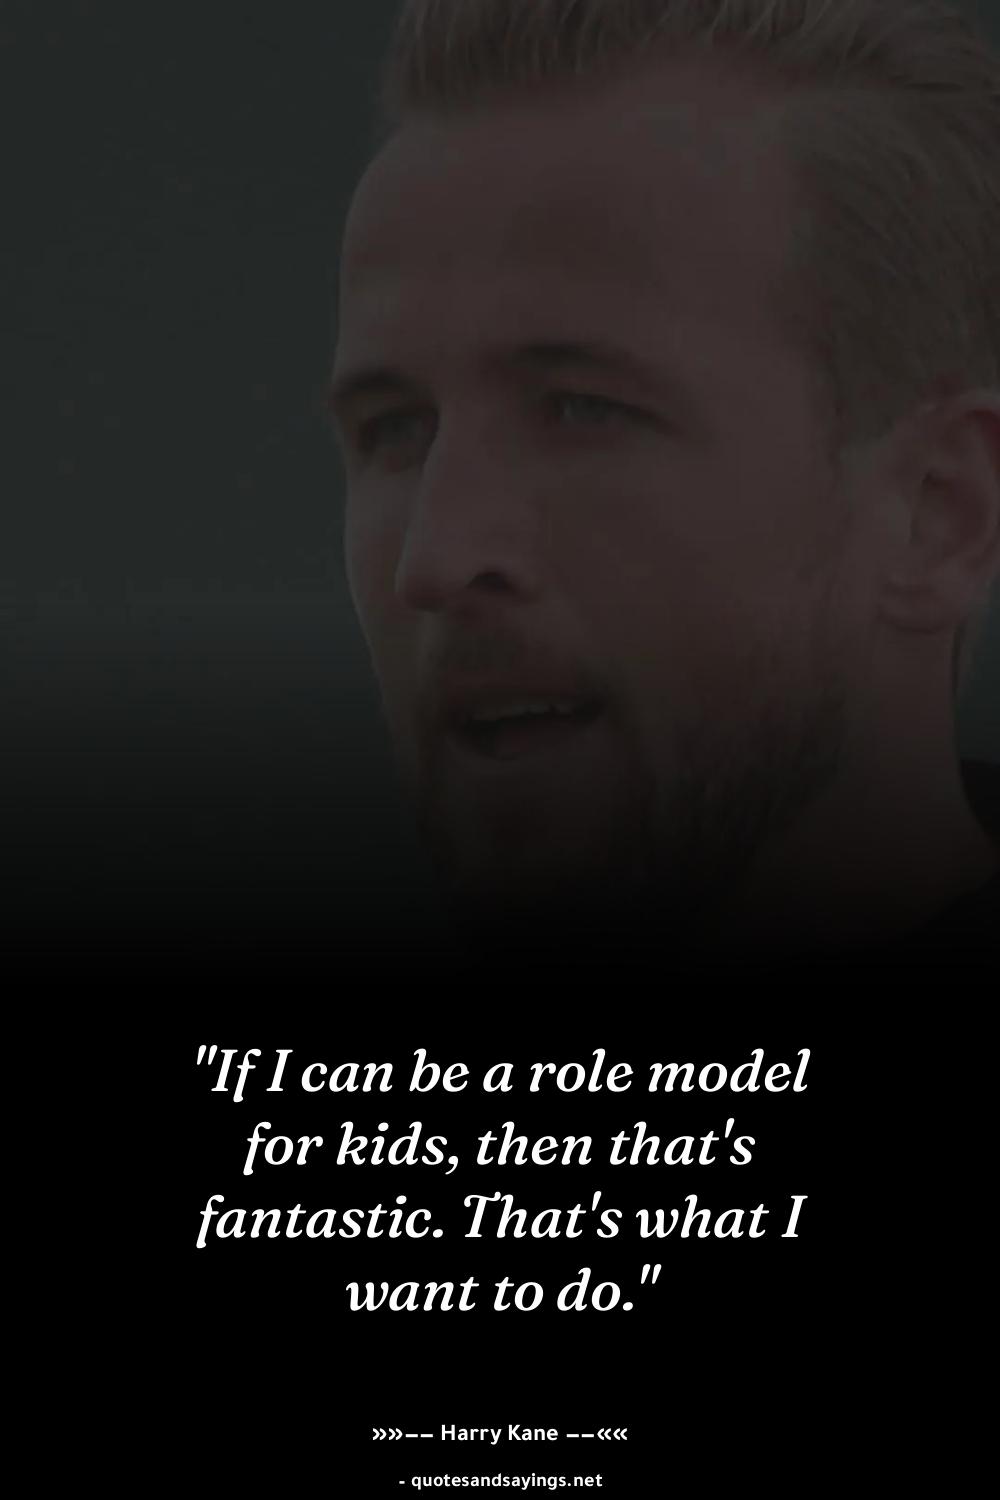 "If I can be a role model
for kids, then that's
fantastic. That's what I
want to do."
»»–– Harry Kane ––««
- quotesandsayings.net